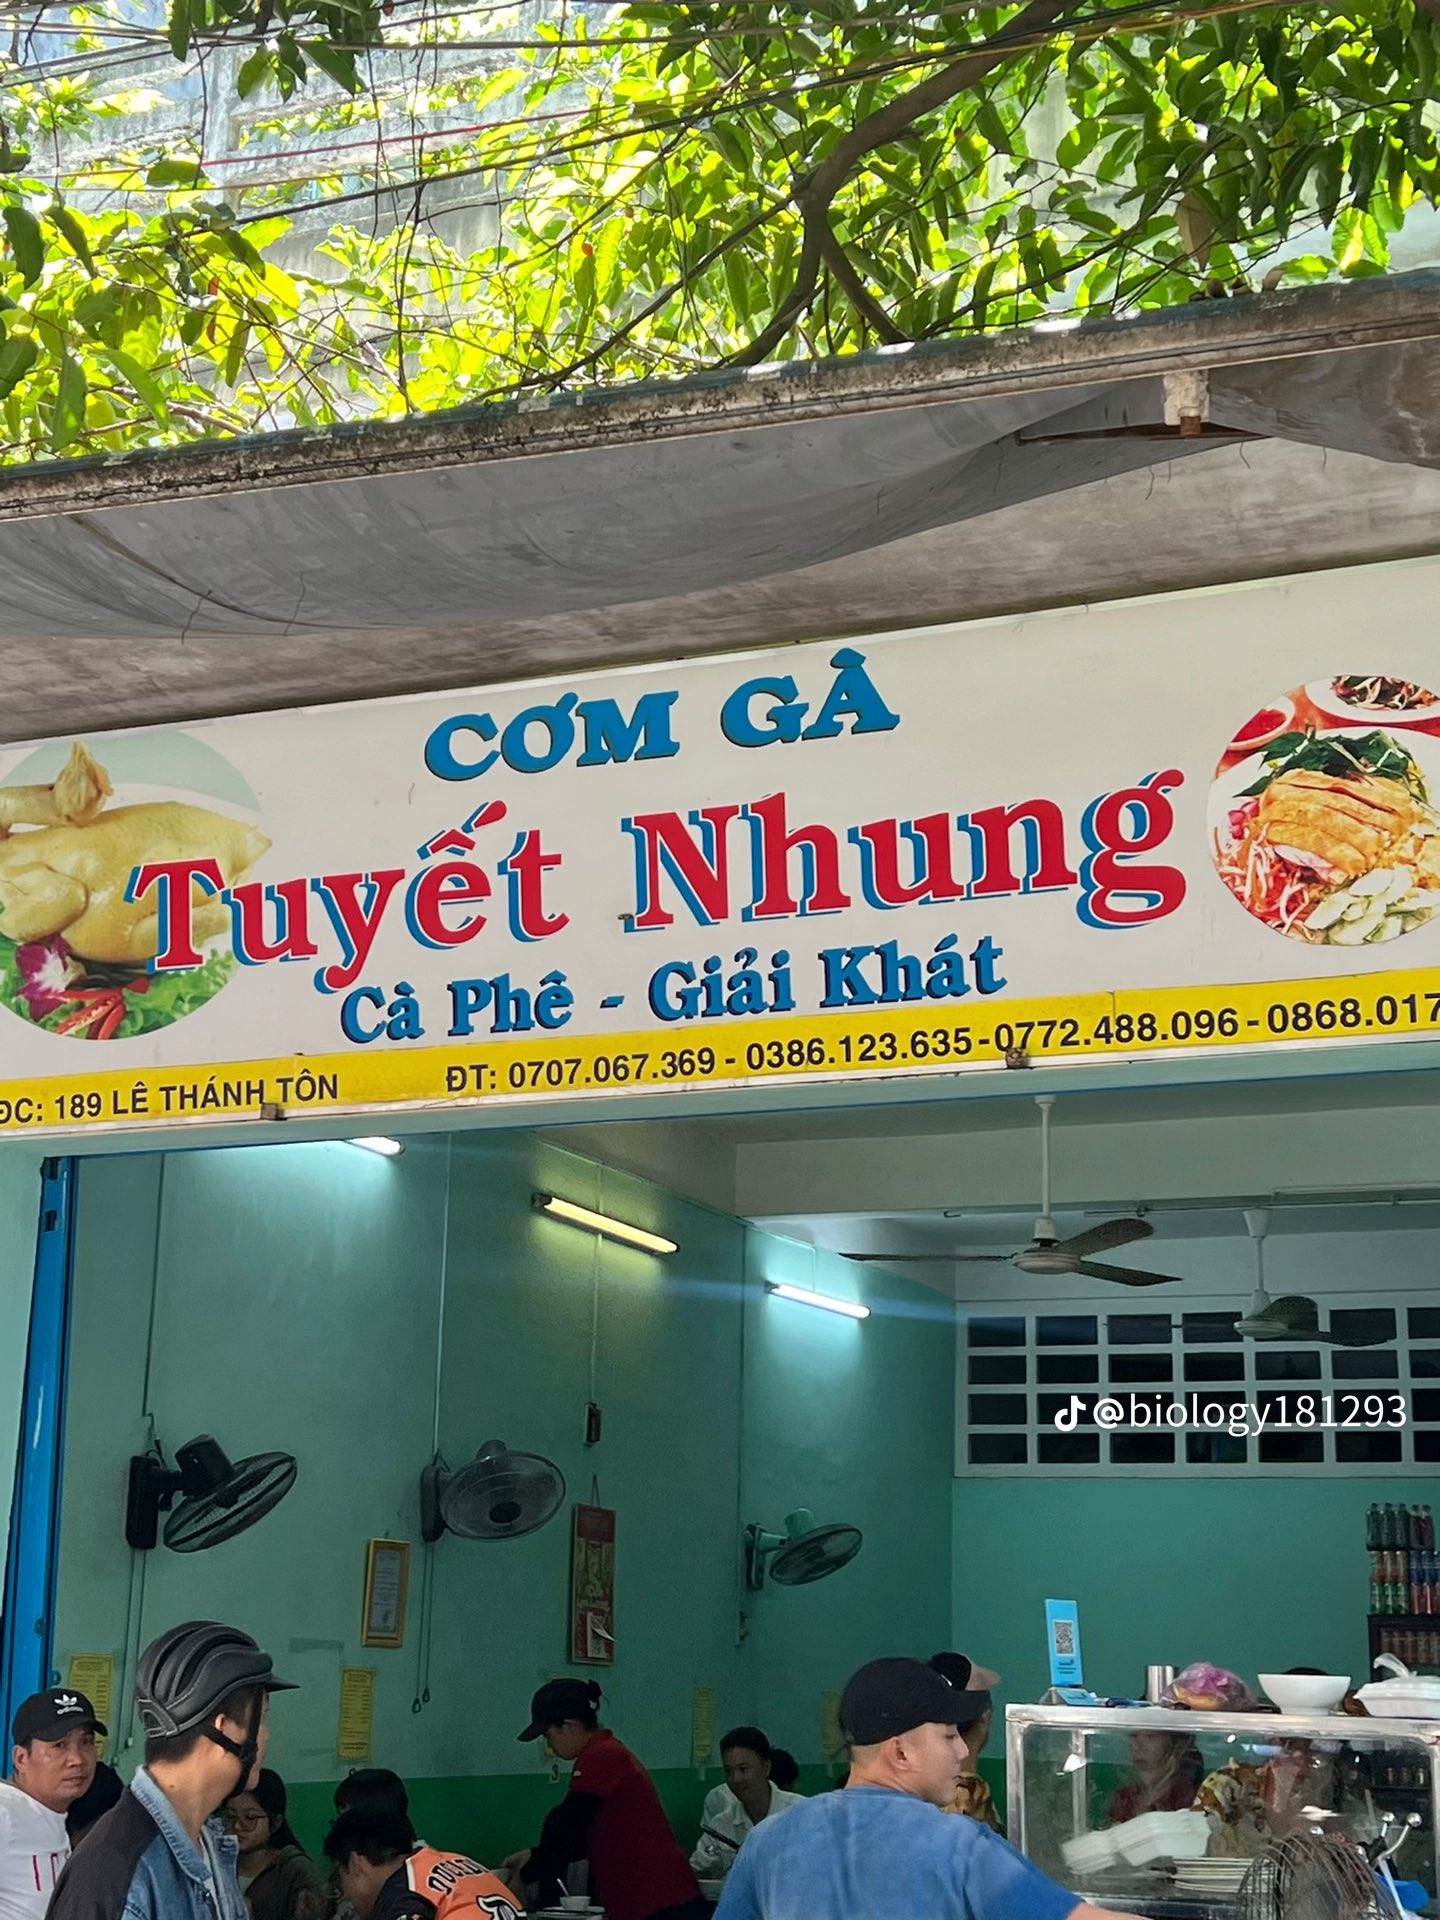 CƠM GÀ
Tuyết Nhung
Cà Phê - Giải Khát
ĐC: 189 LÊ THÁNH TÔN
ĐT: 0707.067.369 - 0386.123.635 - 0772.488.096 - 0868.017
@biology181293
adidas